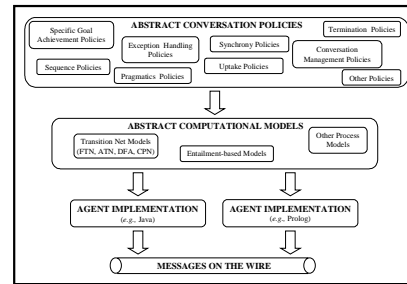 ABSTRACT CONVERSATION POLICIES
Specific Goal
Achievement Policies
Exception Handling
Policies
Synchrony Policies
Termination Policies
Conversation
Management Policies
Sequence Policies
Pragmatics Policies
Uptake Policies
Other Policies
ABSTRACT COMPUTATIONAL MODELS
Transition Net Models
(FTN, ATN, DFA, CPN)
Entailment-based Models
Other Process
Models
AGENT IMPLEMENTATION
(e.g., Java)
AGENT IMPLEMENTATION
(e.g., Prolog)
MESSAGES ON THE WIRE